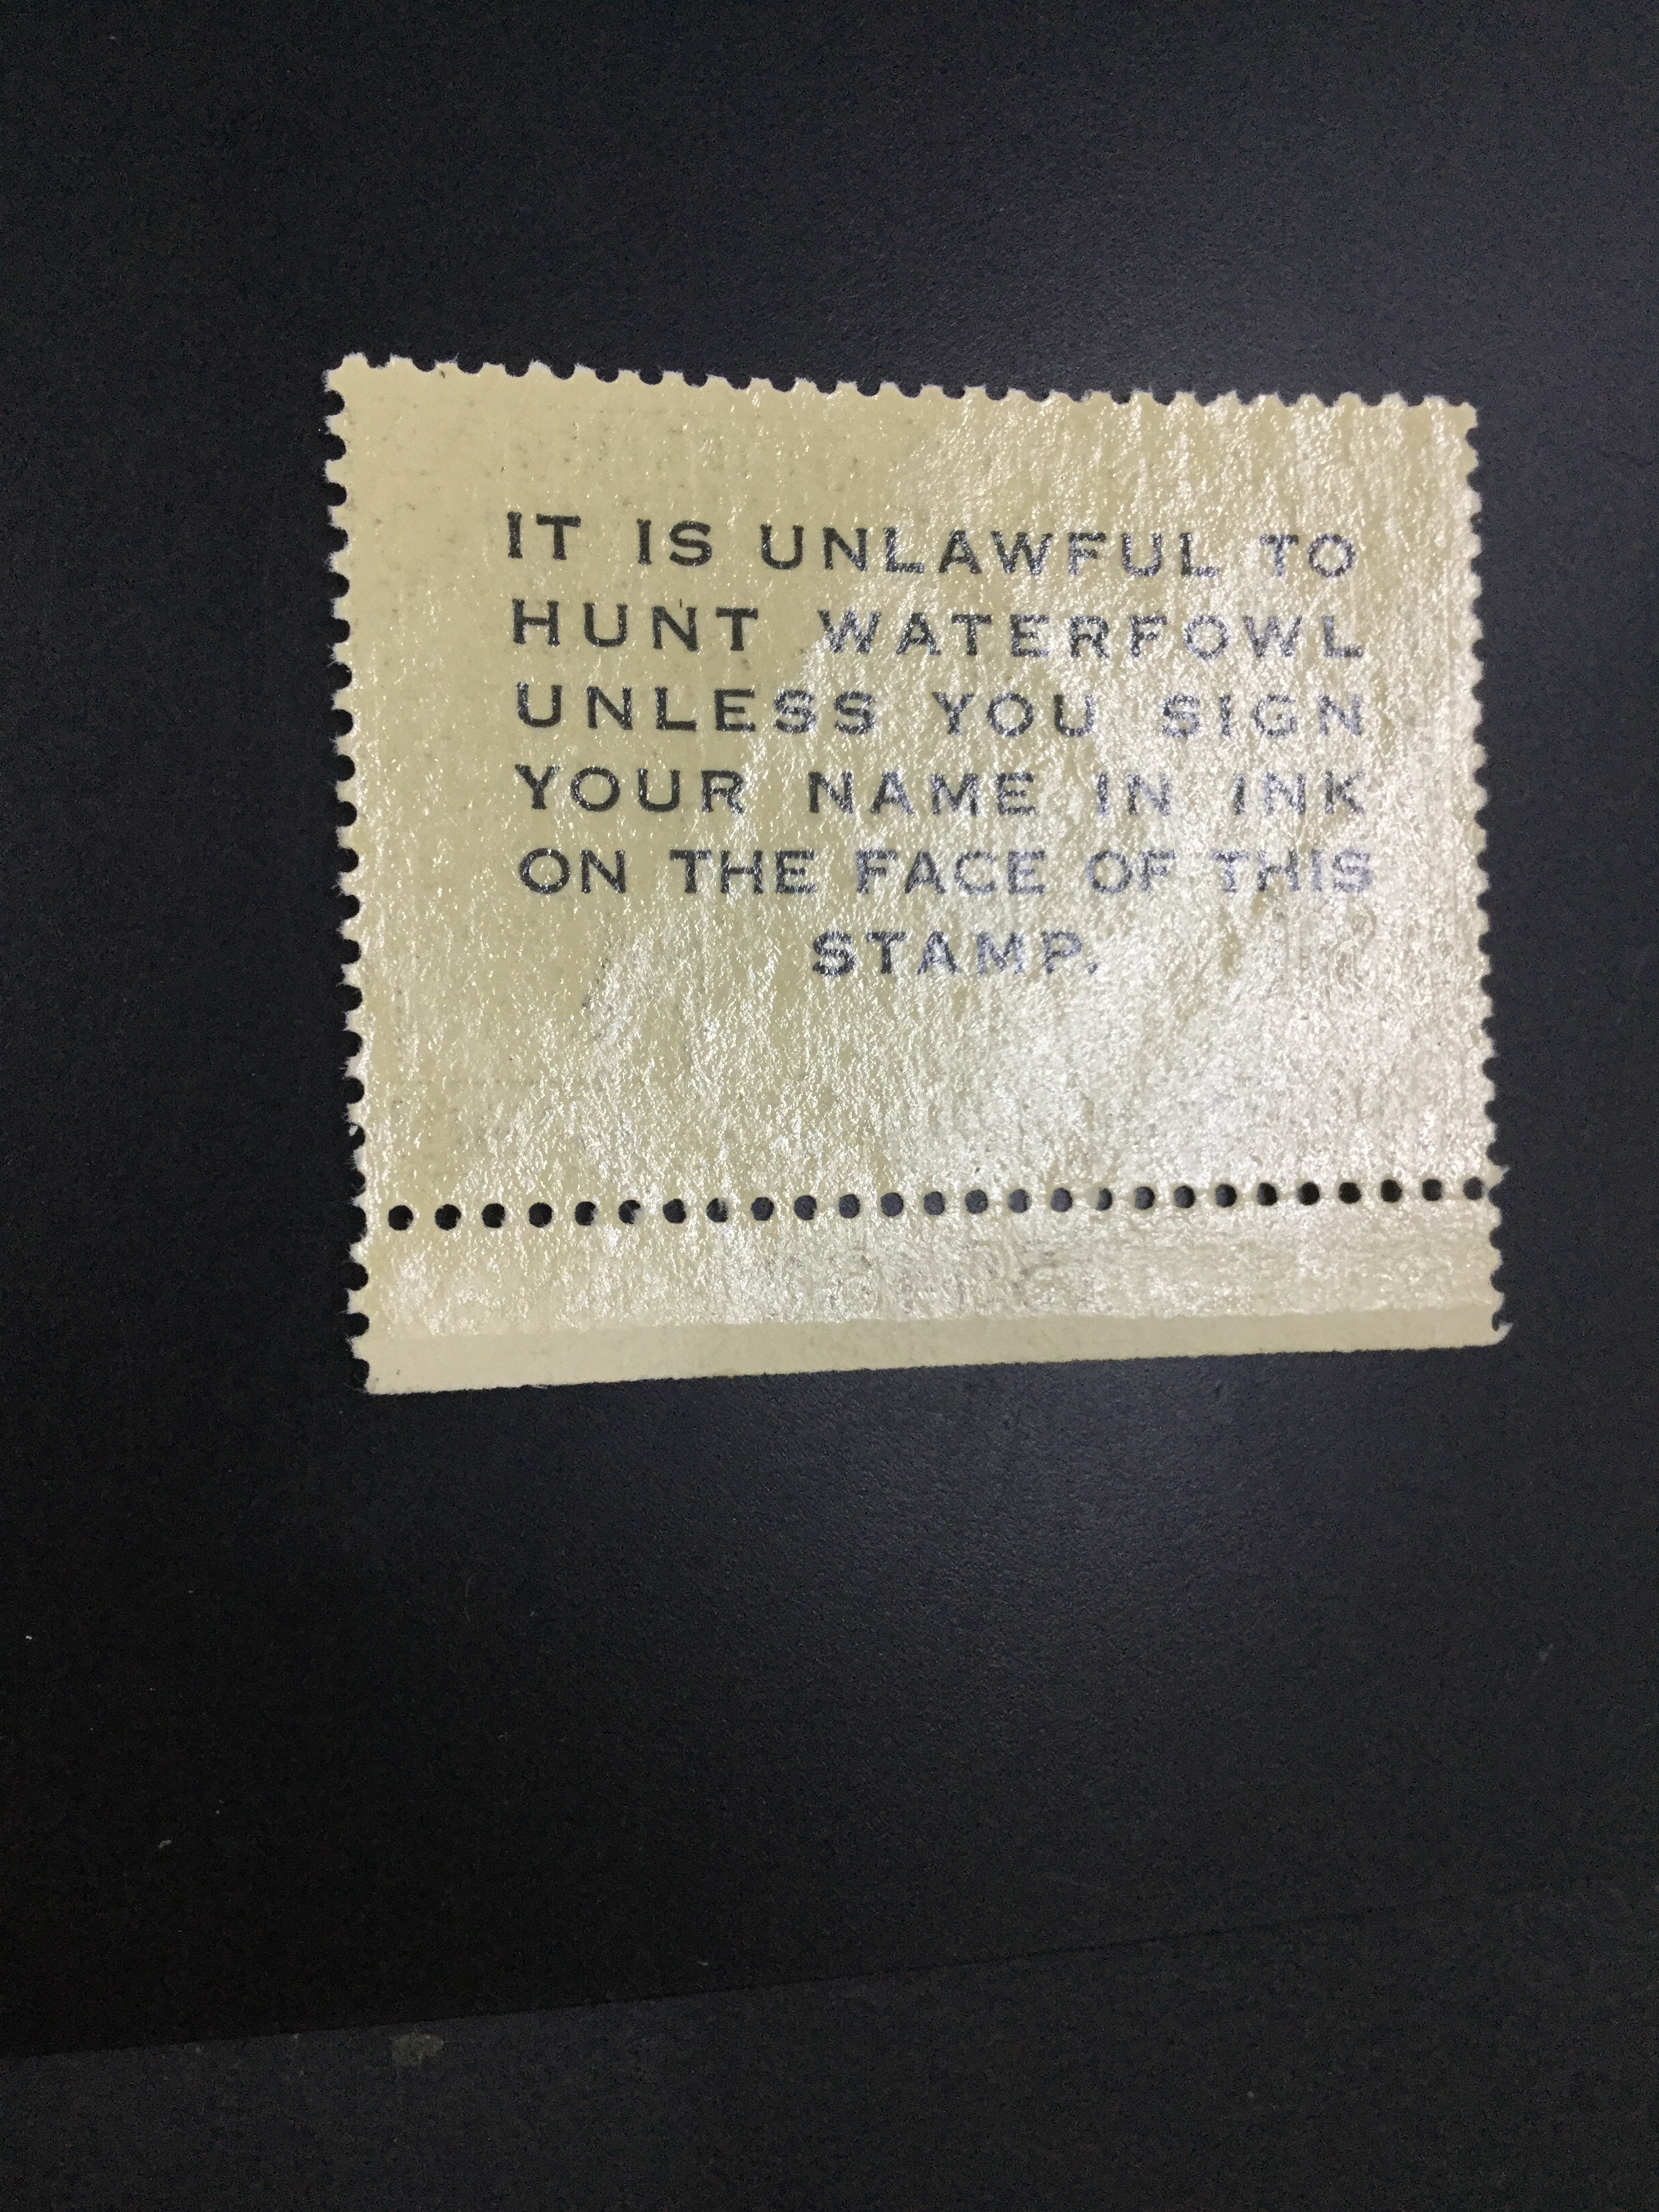 IT IS UNLAWFUL TO
HUNT WATERFOWL
UNLESS YOU SIGN
YOUR NAME IN INK
ON THE FACE OF THIS
STAMP.